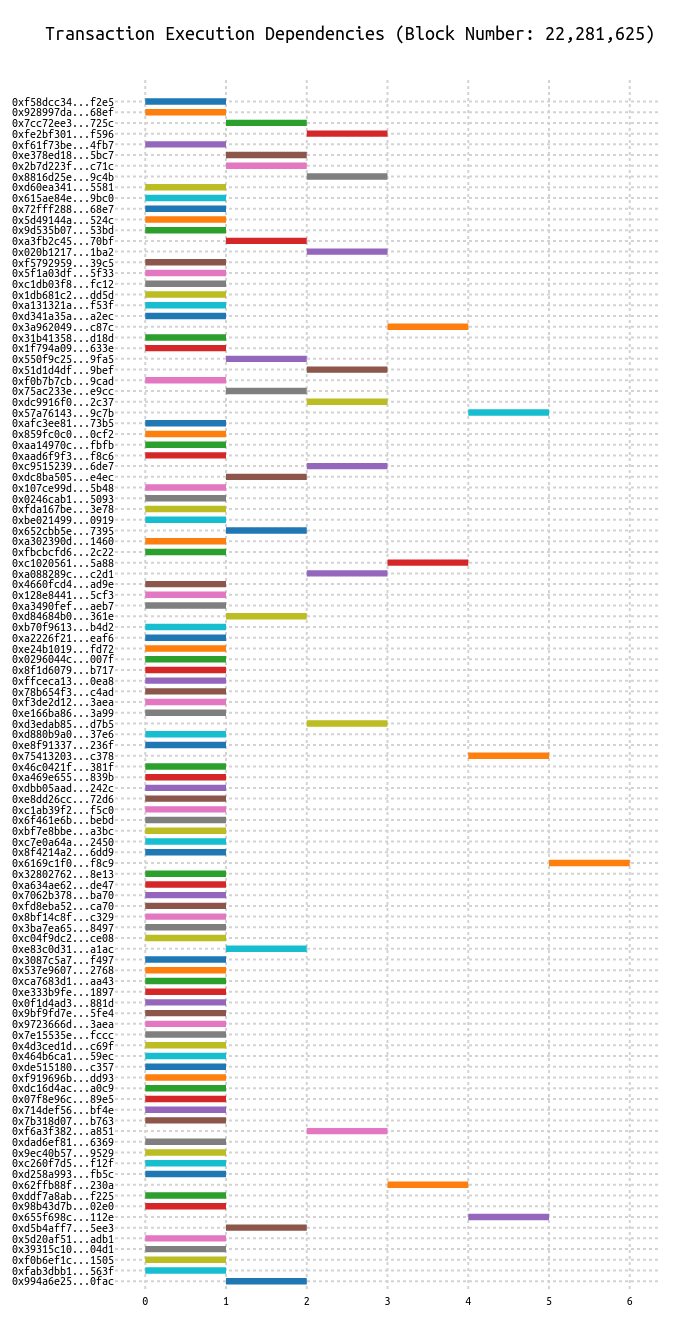 Transaction Execution Dependencies (Block Number: 22,281,625)
0xf58dcc34...f2e5
0x928997da...68ef
0x7cc72ee3...725c
0xfe2bf301...f596
0xf61f73be...4fb7
0xe378ed18...5bc7
0x2b7d223f...c71c
0x8816d25e...9c4b
0xd60ea341...5581
0x615ae84e...9bc0
0x72fff288...68e7
0x5d49144a...524c
0x9d535b07...53bd
0xa3fb2c45...70bf
0x020b1217...1ba2
0xf5792959...39c5
0x5f1a03df...5f33
0xc1db03f8...fc12
0x1db681c2...dd5d
0xa131321a...f53f
0xd341a35a...a2ec
0x3a962049...c87c
0x31b41358...d18d
0x1f794a09...633e
0x550f9c25...9fa5
0x51d1d4df...9bef
0xf0b7b7cb...9cad
0x75ac233e...e9cc
0xdc9916f0...2c37
0x57a76143...9c7b
0xafc3ee81...73b5
0x859fc0c0...0cf2
0xaa14970c...fbfb
0xaad6f9f3...f8c6
0xc9515239...6de7
0xdc8ba505...e4ec
0x107ce99d...5b48
0x0246cab1...5093
0xfda167be...3e78
0xbe021499...0919
0x652cbb5e...7395
0xa302390d...1460
0xfbcbcfd6...2c22
0xc1020561...5a88
0xa088289c...c2d1
0x4660fcd4...ad9e
0x128e8441...5cf3
0xa3490fef...aeb7
0xd84684b0...361e
0xb70f9613...b4d2
0xa2226f21...eaf6
0xe24b1019...fd72
0x0296044c...007f
0x8f1d6079...b717
0xffceca13...0ea8
0x78b654f3...c4ad
0xf3de2d12...3aea
0xe166ba86...3a99
0xd3edab85...d7b5
0xd880b9a0...37e6
0xe8f91337...236f
0x75413203...c378
0x46c0421f...381f
0xa469e655...839b
0xdbb05aad...242c
0xe8dd26cc...72d6
0xc1ab39f2...f5c0
0x6f461e6b...bebd
0xbf7e8bbe...a3bc
0xc7e0a64a...2450
0x8f4214a2...6dd9
0x6169c1f0...f8c9
0x32802762...8e13
0xa634ae62...de47
0x7062b378...ba70
0xfd8eba52...ca70
0x8bf14c8f...c329
0x3ba7ea65...8497
0xc04f9dc2...ce08
0xe83c0d31...a1ac
0x3087c5a7...f497
0x537e9607...2768
0xca7683d1...aa43
0xe333b9fe...1897
0x0f1d4ad3...881d
0x9bf9fd7e...5fe4
0x9723666d...3aea
0x7e15535e...fccc
0x4d3ced1d...c69f
0x464b6ca1...59ec
0xde515180...c357
0xf919696b...dd93
0xdc16d4ac...a0c9
0x07f8e96c...89e5
0x714def56...bf4e
0x7b318d07...b763
0xf6a3f382...a851
0xdad6ef81...6369
0x9ec40b57...9529
0xc260f7d5...f12f
0xd258a993...fb5c
0x62ffb88f...230a
0xddf7a8ab...f225
0x98b43d7b...02e0
0x655f698c...112e
0xd5b4aff7...5ee3
0x5d20af51...adb1
0x39315c10...04d1
0xf0b6ef1c...1505
0xfab3dbb1...563f
0x994a6e25...0fac
0 1 2 3 4 5 6